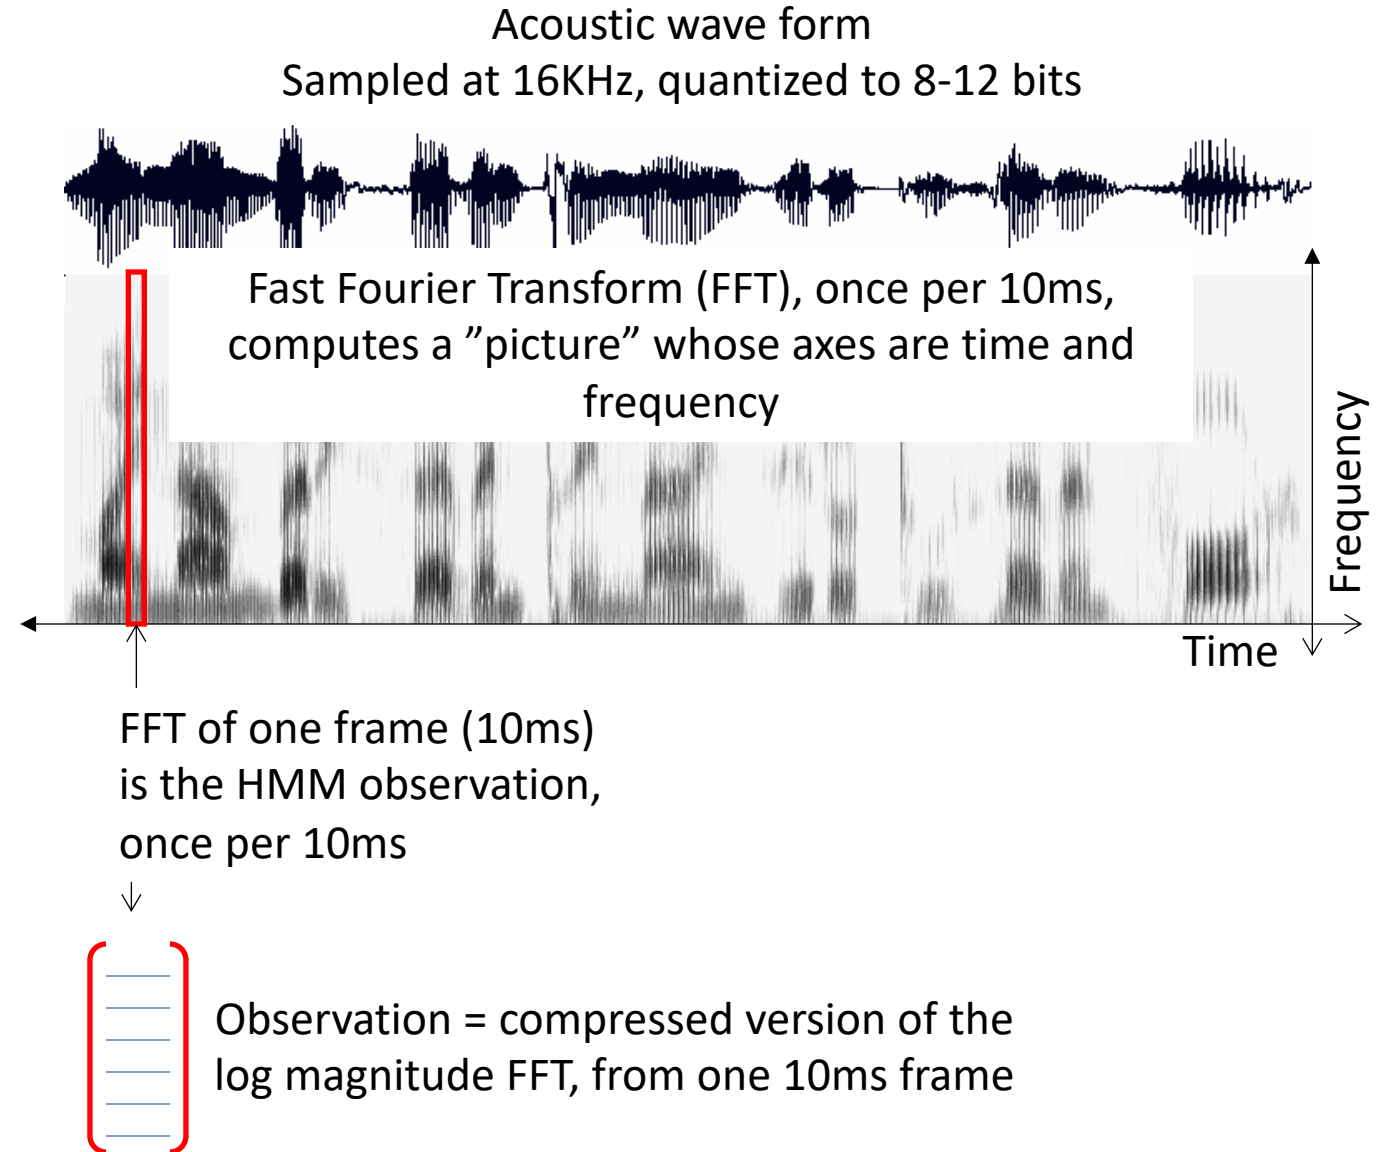 Acoustic wave form
Sampled at 16KHz, quantized to 8-12 bits
Fast Fourier Transform (FFT), once per 10ms,
computes a ”picture” whose axes are time and
frequency
Frequency
Time
FFT of one frame (10ms)
is the HMM observation,
once per 10ms
Observation = compressed version of the
log magnitude FFT, from one 10ms frame